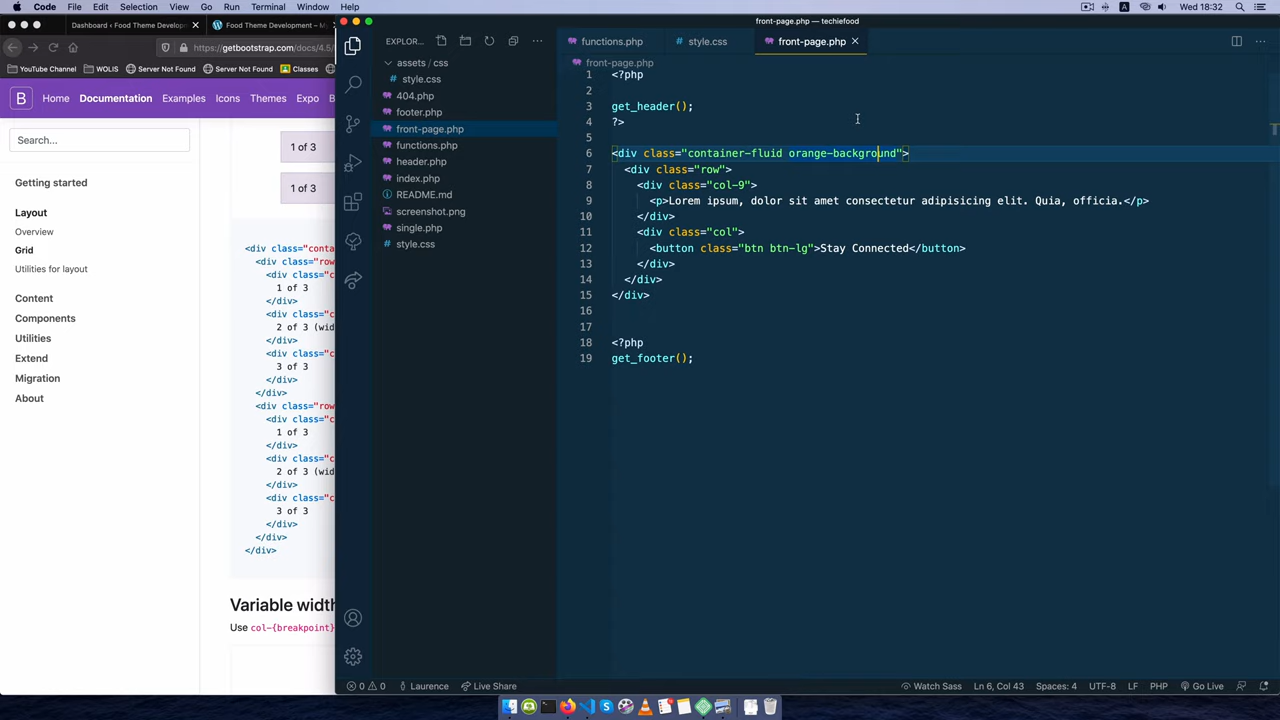 Code File Edit Selection View Go Run Terminal Window Help
Wed 18:32
Dashboard ‹ Food Theme Develop
Food Theme Development – M
https://getbootstrap.com/docs/4.5/
YouTube Channel WOLIS Server Not Found Server Not Found Classes
B Home Documentation Examples Icons Themes Expo B
Search...
Getting started
Layout
Overview
Grid
Utilities for layout
Content
Components
Utilities
Extend
Migration
About
1 of 3
1 of 3
<div class="conta
<div class="row
<div class="c
1 of 3
</div>
<div class="c
2 of 3 (wid
</div>
<div class="c
3 of 3
</div>
</div>
<div class="row
<div class="c
1 of 3
</div>
<div class="c
2 of 3 (wid
</div>
<div class="c
3 of 3
</div>
</div>
</div>
Variable width
Use col-{breakpoint}
front-page.php — techiefood
EXPLOR...
assets / css
style.css
404.php
footer.php
front-page.php
functions.php
header.php
index.php
README.md
screenshot.png
single.php
style.css
functions.php style.css front-page.php
front-page.php
1 <?php
2
3 get_header();
4 ?>
5
6 <div class="container-fluid orange-background">
7 <div class="row">
8 <div class="col-9">
9 <p>Lorem ipsum, dolor sit amet consectetur adipisicing elit. Quia, officia.</p>
10 </div>
11 <div class="col">
12 <button class="btn btn-lg">Stay Connected</button>
13 </div>
14 </div>
15 </div>
16
17
18 <?php
19 get_footer();
0 0 Laurence Live Share Watch Sass Ln 6, Col 43 Spaces: 4 UTF-8 LF PHP Go Live